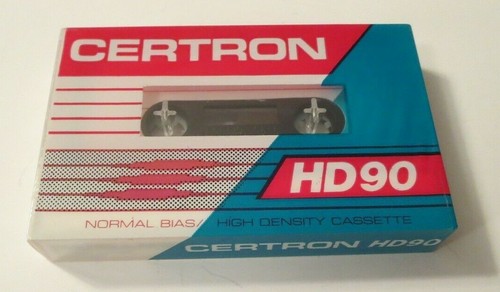 CERTRON
HD90
NORMAL BIAS/ HIGH DENSITY CASSETTE
CERTRON HD90